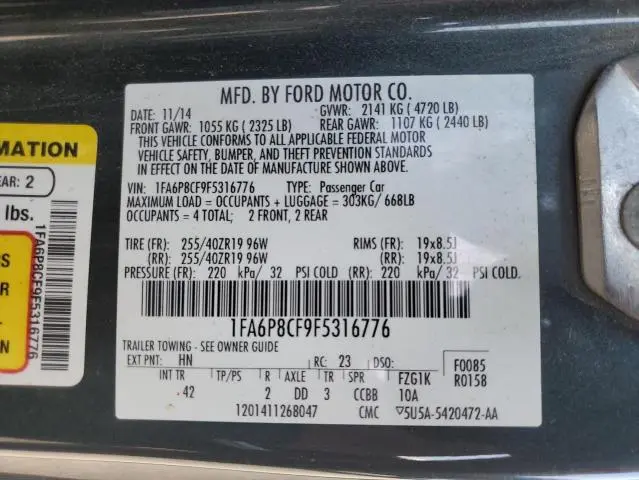 MFD. BY FORD MOTOR CO.
DATE: 11/14 GVWR: 2141 KG ( 4720 LB)
FRONT GAWR: 1055 KG ( 2325 LB) REAR GAWR: 1107 KG ( 2440 LB)
THIS VEHICLE CONFORMS TO ALL APPLICABLE FEDERAL MOTOR
VEHICLE SAFETY, BUMPER, AND THEFT PREVENTION STANDARDS
IN EFFECT ON THE DATE OF MANUFACTURE SHOWN ABOVE.
VIN: 1FA6P8CF9F5316776 TYPE: Passenger Car
MAXIMUM LOAD = OCCUPANTS + LUGGAGE = 303KG/ 668LB
OCCUPANTS = 4 TOTAL; 2 FRONT, 2 REAR
TIRE (FR): 255/40ZR19 96W RIMS (FR): 19x8.5J
(RR): 255/40ZR19 96W (RR): 19x8.5J
PRESSURE (FR): 220 kPa/ 32 PSI COLD (RR): 220 kPa/ 32 PSI COLD.
1FA6P8CF9F5316776
TRAILER TOWING - SEE OWNER GUIDE
EXT PNT: HN RC: 23 DSO: F0085
R0158
INT TR TP/PS R AXLE TR SPR FZG1K
42 2 DD 3 CCBB 10A
1201411268047 CMC ▽5U5A-5420472-AA
MATION
EAR: 2
lbs.
RS
R
ON
1FA6P8CF9F5316776